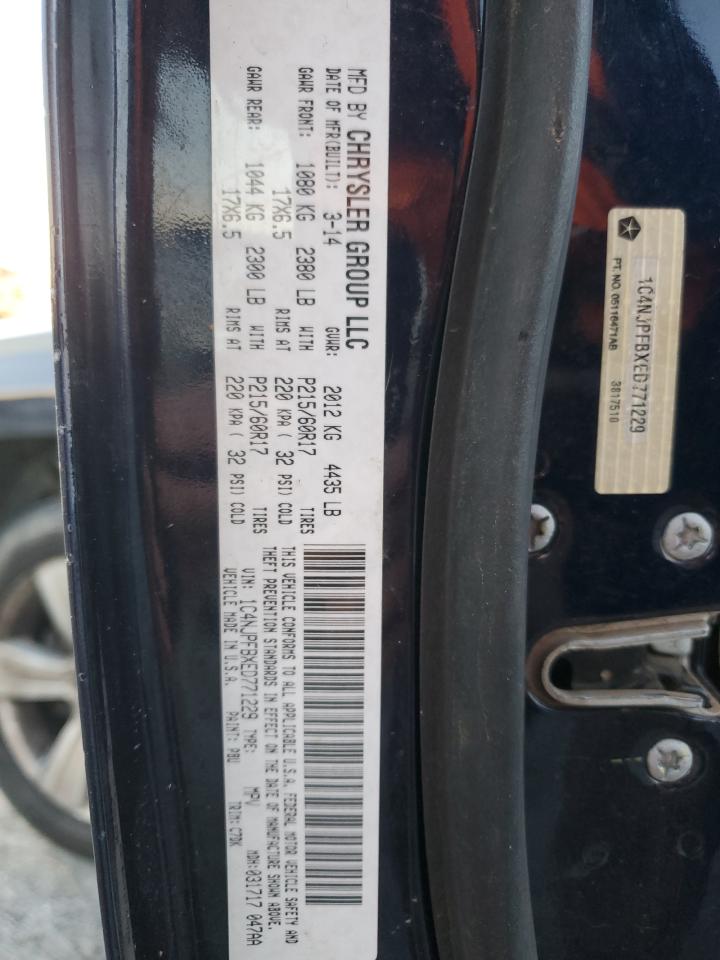 MFD BY CHRYSLER GROUP LLC
DATE OF MFR(BUILT): 3-14 GVWR: 2012 KG 4435 LB
GAWR FRONT: 1080 KG 2380 LB WITH P215/60R17 TIRES
17X6.5 RIMS AT 220 KPA ( 32 PSI) COLD
GAWR REAR: 1044 KG 2300 LB WITH P215/60R17 TIRES
17X6.5 RIMS AT 220 KPA ( 32 PSI) COLD
THIS VEHICLE CONFORMS TO ALL APPLICABLE U.S.A. FEDERAL MOTOR VEHICLE SAFETY AND
THEFT PREVENTION STANDARDS IN EFFECT ON THE DATE OF MANUFACTURE SHOWN ABOVE.
VIN: 1C4NJPFBXED771229 TYPE: MPV MDH:031717 047AA
VEHICLE MADE IN U.S.A. PAINT: PBU TRIM: C7DK
1C4NJPFBXED771229
PT. NO. 05116471AB 3817510